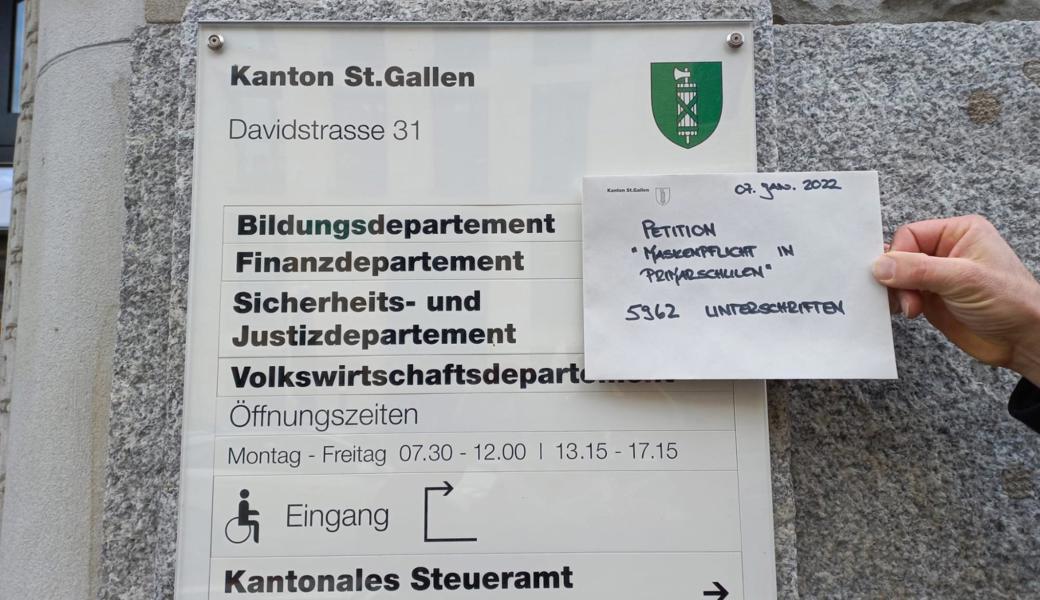 Kanton St.Gallen
Davidstrasse 31
Bildungsdepartement
Finanzdepartement
Sicherheits- und
Justizdepartement
Volkswirtschaftsdepartement
Öffnungszeiten
Montag - Freitag 07.30 - 12.00 | 13.15 - 17.15
Eingang
Kantonales Steueramt
Kanton St.Gallen
07. Jan. 2022
PETITION
"MASKENPFLICHT IN
PRIMARSCHULEN"
5962 UNTERSCHRIFTEN